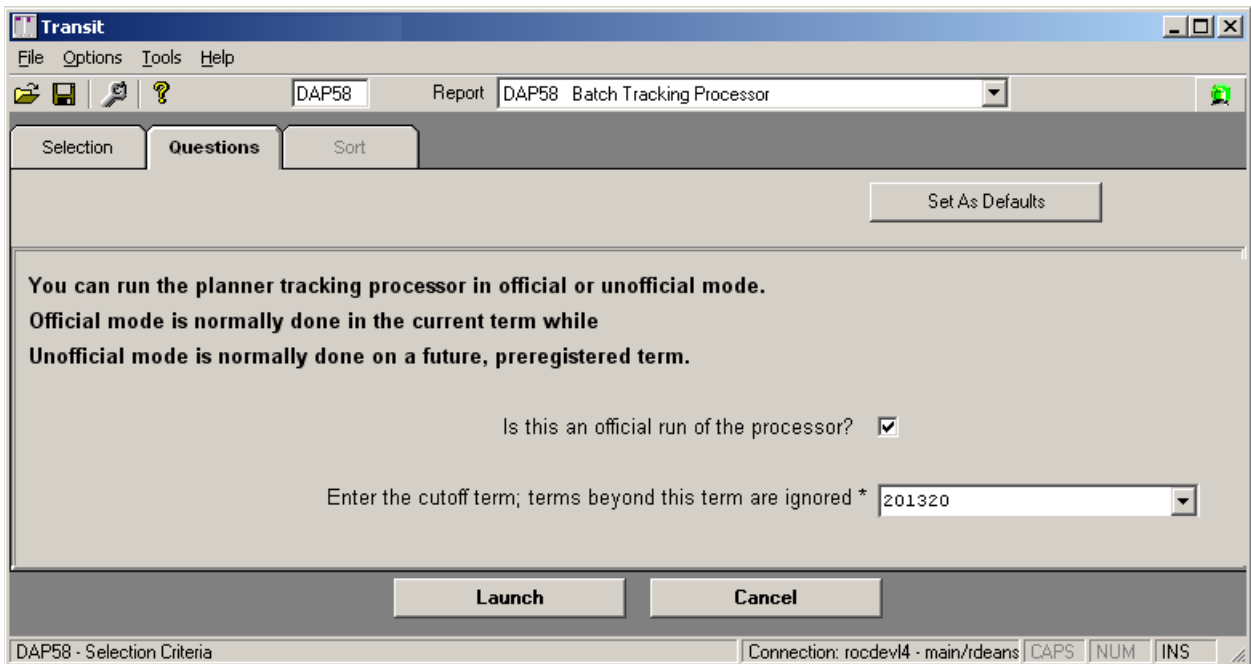 Transit
File Options Tools Help
DAP58 Report DAP58 Batch Tracking Processor
Selection Questions Sort
Set As Defaults
You can run the planner tracking processor in official or unofficial mode.
Official mode is normally done in the current term while
Unofficial mode is normally done on a future, preregistered term.
Is this an official run of the processor?
Enter the cutoff term; terms beyond this term are ignored * 201320
Launch Cancel
DAP58 - Selection Criteria Connection: rocdevl4 - main/rdeans CAPS NUM INS